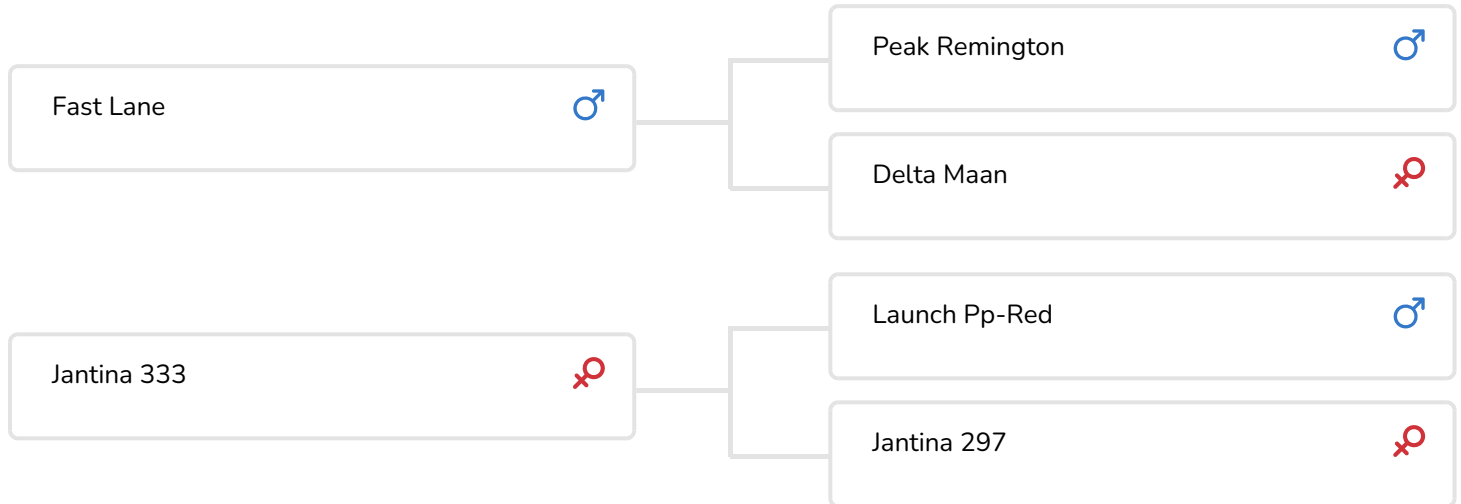 Fast Lane
Peak Remington
Delta Maan
Jantina 333
Launch Pp-Red
Jantina 297